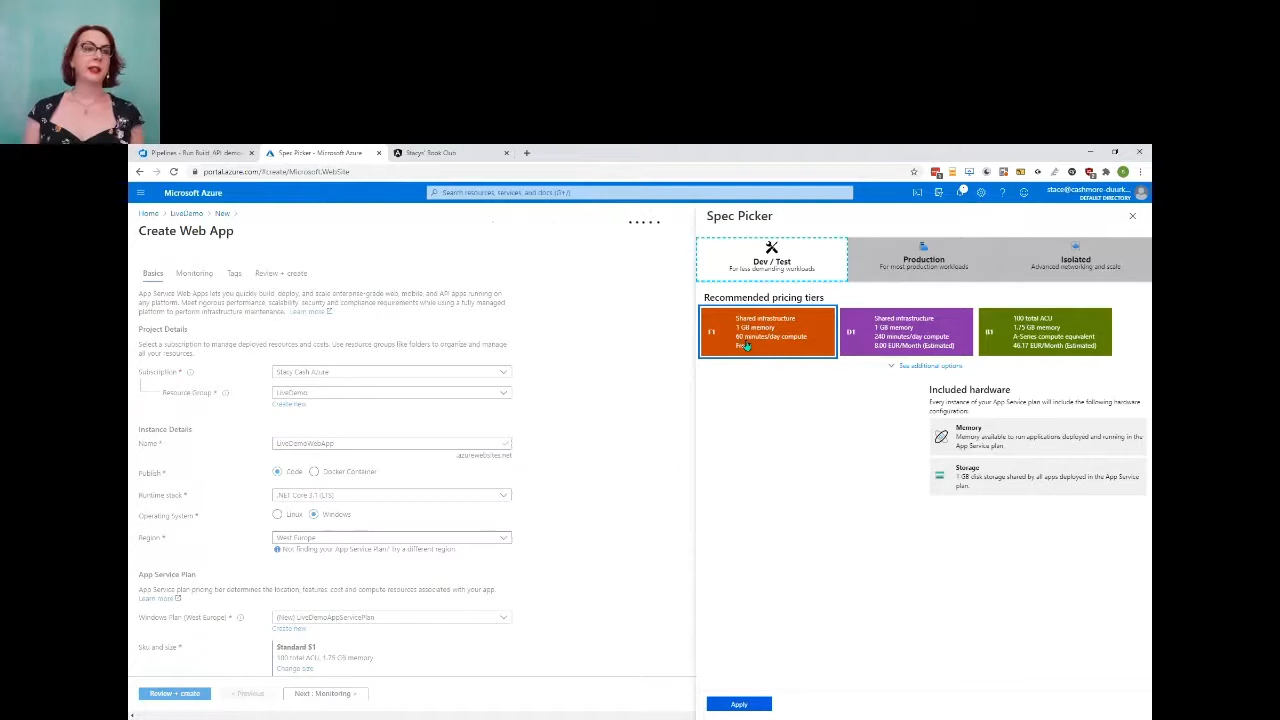 Pipelines - Run Build_API demo-
Spec Picker - Microsoft Azure
Stacys' Book Club
portal.azure.com/#create/Microsoft.WebSite
Microsoft Azure
Search resources, services, and docs (G+/)
stace@cashmore-duurk...
DEFAULT DIRECTORY
Home > LiveDemo > New >
Create Web App
Basics
Monitoring
Tags
Review + create
App Service Web Apps lets you quickly build, deploy, and scale enterprise-grade web, mobile, and API apps running on
any platform. Meet rigorous performance, scalability, security and compliance requirements while using a fully managed
platform to perform infrastructure maintenance. Learn more
Project Details
Select a subscription to manage deployed resources and costs. Use resource groups like folders to organize and manage
all your resources.
Subscription *
Stacy Cash Azure
Resource Group *
LiveDemo
Create new
Instance Details
Name *
LiveDemoWebApp
.azurewebsites.net
Publish *
Code
Docker Container
Runtime stack *
.NET Core 3.1 (LTS)
Operating System *
Linux
Windows
Region *
West Europe
Not finding your App Service Plan? Try a different region.
App Service Plan
App Service plan pricing tier determines the location, features, cost and compute resources associated with your app.
Learn more
Windows Plan (West Europe) *
(New) LiveDemoAppServicePlan
Create new
Sku and size *
Standard S1
100 total ACU, 1.75 GB memory
Change size
Review + create
< Previous
Next : Monitoring >
Spec Picker
Dev / Test
For less demanding workloads
Production
For most production workloads
Isolated
Advanced networking and scale
Recommended pricing tiers
F1
Shared infrastructure
1 GB memory
60 minutes/day compute
D1
Shared infrastructure
1 GB memory
240 minutes/day compute
8.00 EUR/Month (Estimated)
B1
100 total ACU
1.75 GB memory
A-Series compute equivalent
46.17 EUR/Month (Estimated)
See additional options
Included hardware
Every instance of your App Service plan will include the following hardware
configuration:
Memory
Memory available to run applications deployed and running in the
App Service plan.
Storage
1 GB disk storage shared by all apps deployed in the App Service
plan.
Apply